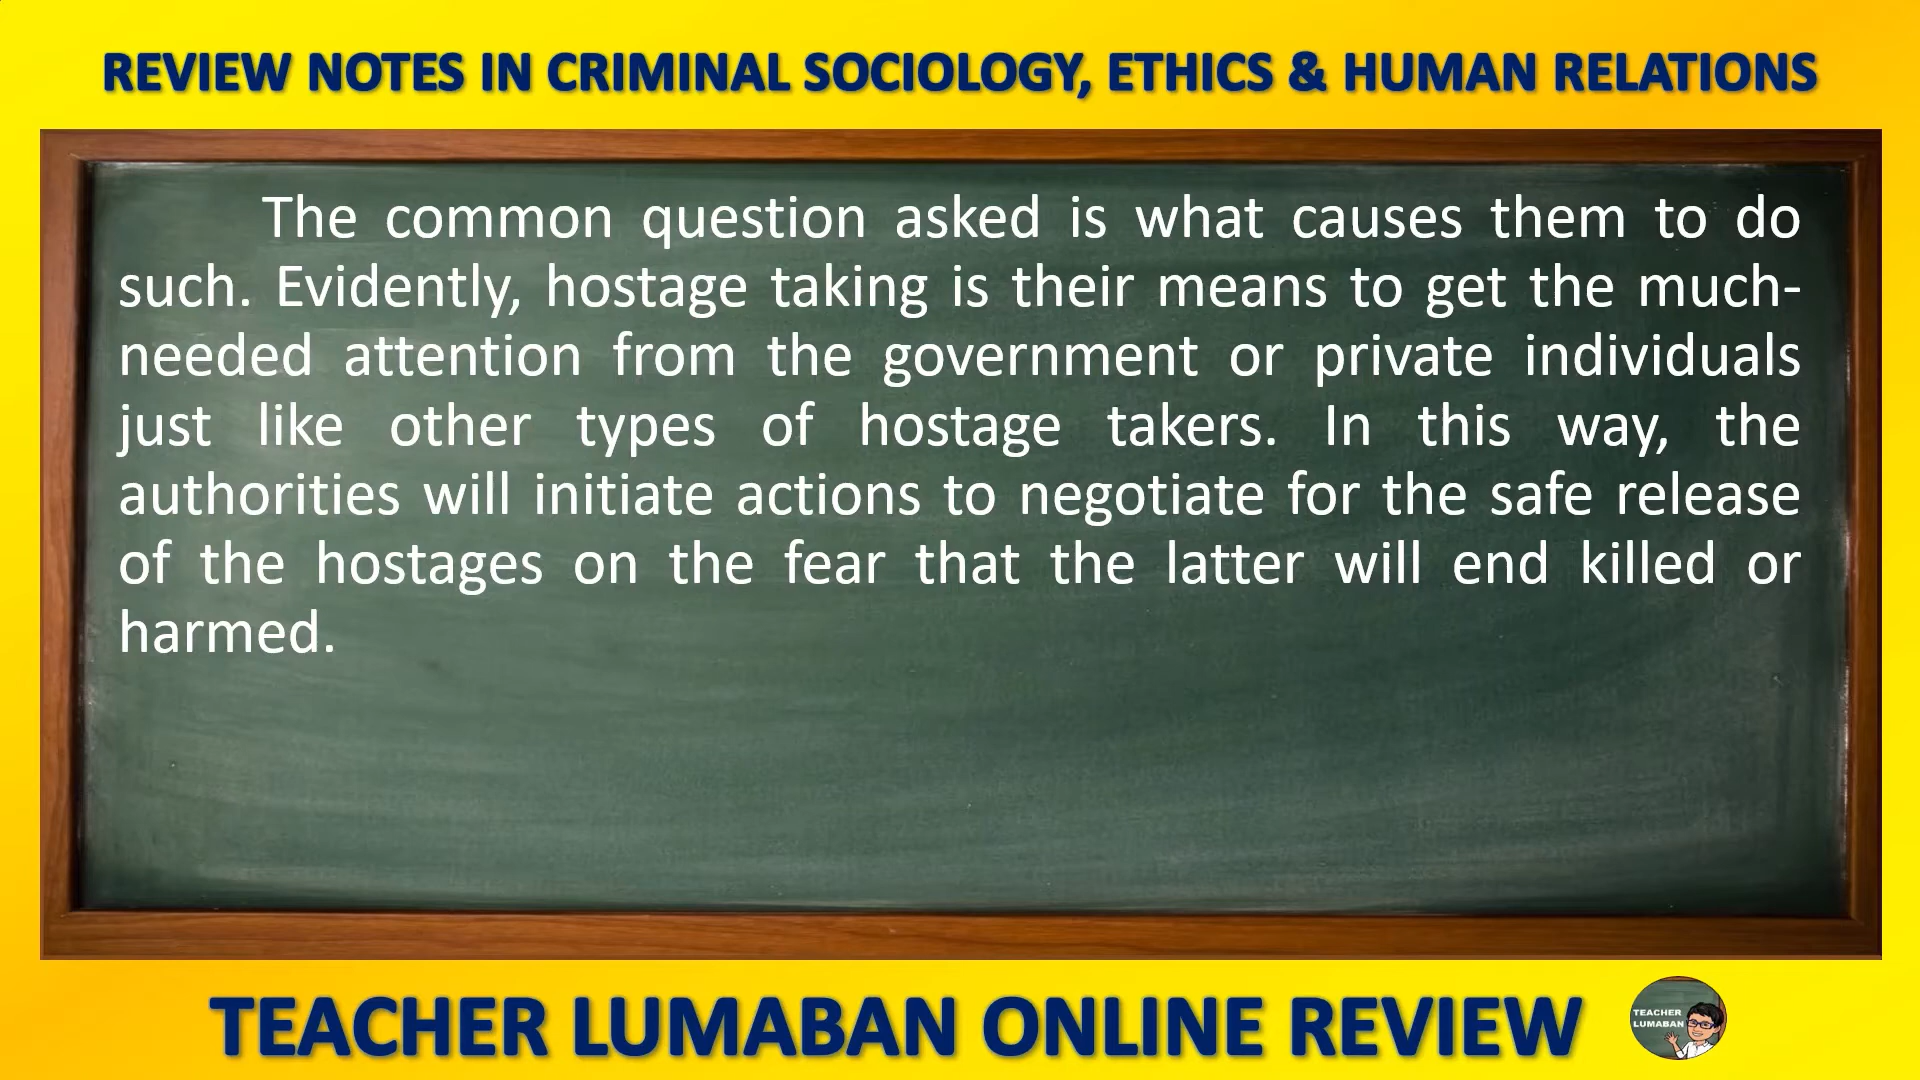 REVIEW NOTES IN CRIMINAL SOCIOLOGY, ETHICS & HUMAN RELATIONS
The common question asked is what causes them to do
such. Evidently, hostage taking is their means to get the much-
needed attention from the government or private individuals
just like other types of hostage takers. In this way, the
authorities will initiate actions to negotiate for the safe release
of the hostages on the fear that the latter will end killed or
harmed.
TEACHER LUMABAN ONLINE REVIEW
TEACHER
LUMABAN